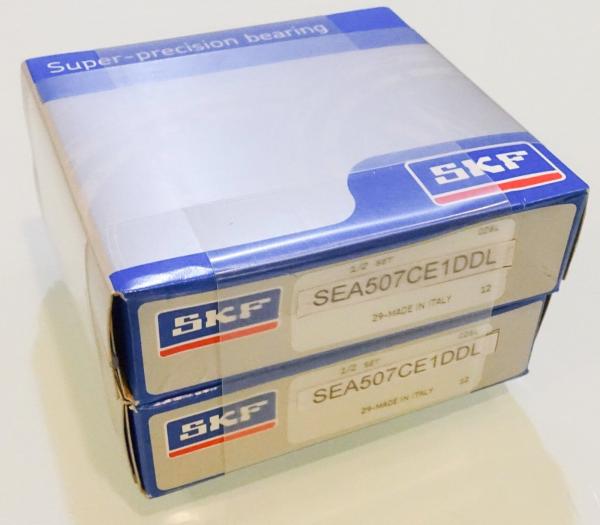 Super-precision bearing
SKF
SKF
1/2 SET
SEA507CE1DDL
29-MADE IN ITALY 12
SKF
1/2 SET
SEA507CE1DDL
29-MADE IN ITALY 12